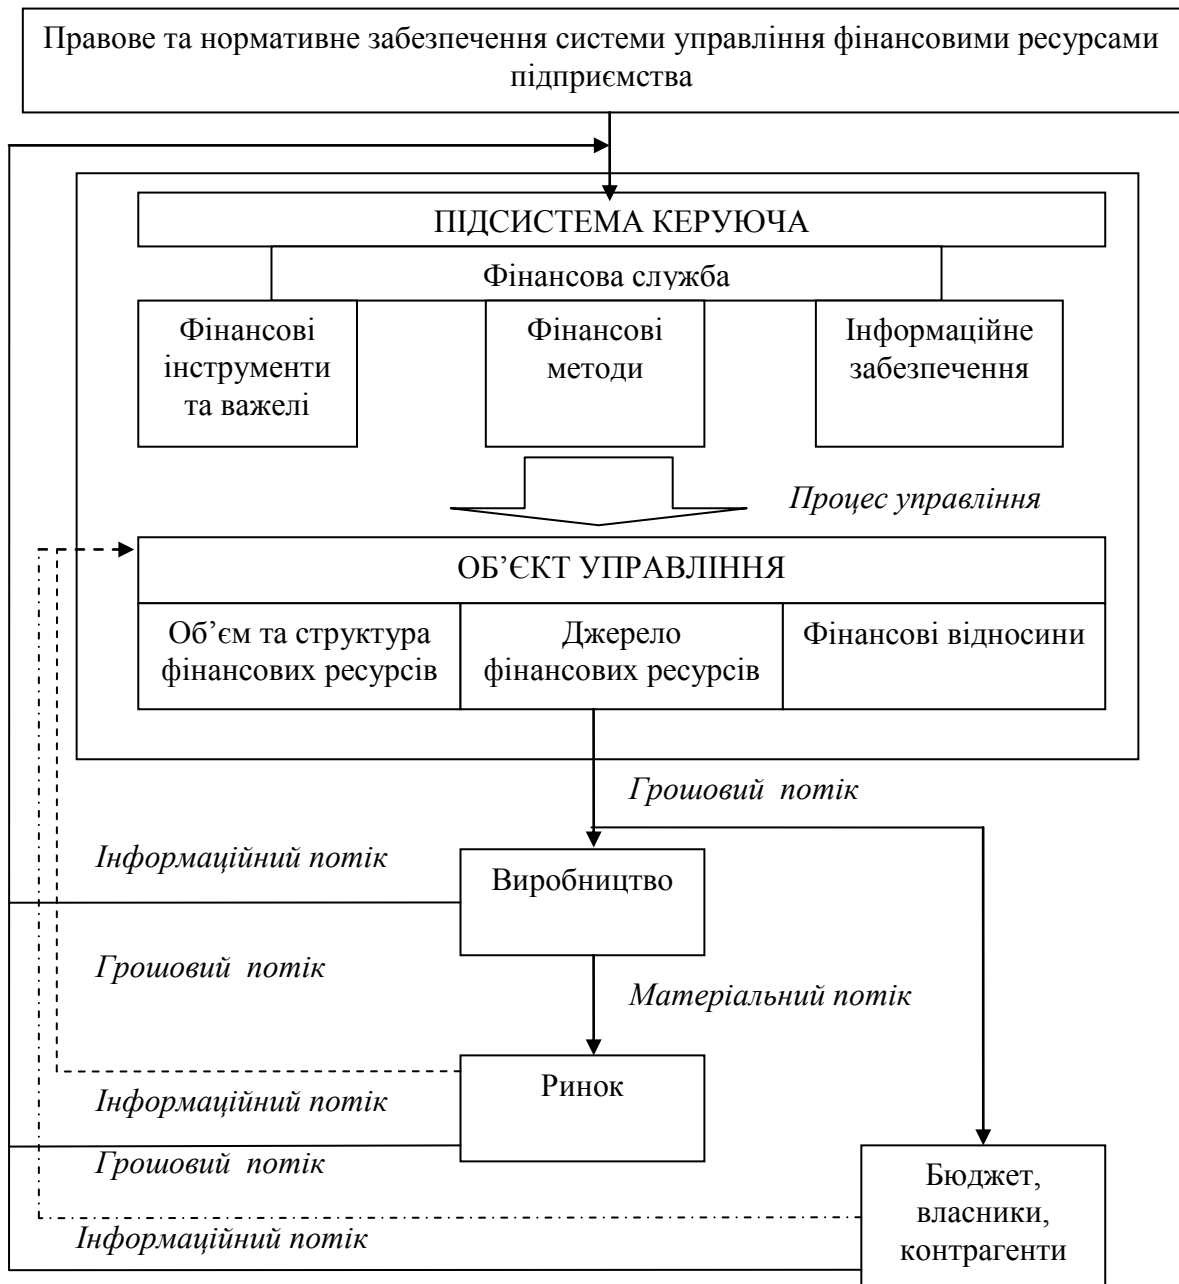 Правове та нормативне забезпечення системи управління фінансовими ресурсами
підприємства
ПІДСИСТЕМА КЕРУЮЧА
Фінансова служба
Фінансові
інструменти
та важелі
Фінансові
методи
Інформаційне
забезпечення
Процес управління
ОБ’ЄКТ УПРАВЛІННЯ
Об’єм та структура
фінансових ресурсів
Джерело
фінансових ресурсів
Фінансові відносини
Грошовий потік
Інформаційний потік
Виробництво
Грошовий потік
Матеріальний потік
Ринок
Інформаційний потік
Грошовий потік
Бюджет,
власники,
контрагенти
Інформаційний потік